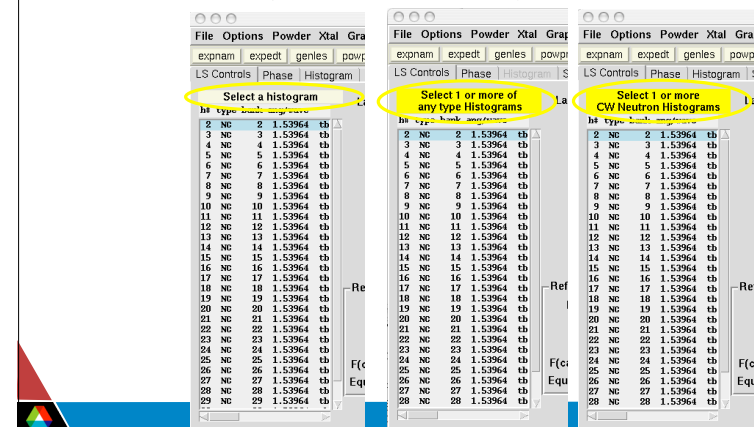 File Options Powder Xtal Gra
expnam expedt genles powp
LS Controls Phase Histogram
Select a histogram La
h# type bank ang/wave
2 NC 2 1.53964 tb
3 NC 3 1.53964 tb
4 NC 4 1.53964 tb
5 NC 5 1.53964 tb
6 NC 6 1.53964 tb
7 NC 7 1.53964 tb
8 NC 8 1.53964 tb
9 NC 9 1.53964 tb
10 NC 10 1.53964 tb
11 NC 11 1.53964 tb
12 NC 12 1.53964 tb
13 NC 13 1.53964 tb
14 NC 14 1.53964 tb
15 NC 15 1.53964 tb
16 NC 16 1.53964 tb
17 NC 17 1.53964 tb
18 NC 18 1.53964 tb Re
19 NC 19 1.53964 tb
20 NC 20 1.53964 tb
21 NC 21 1.53964 tb
22 NC 22 1.53964 tb
23 NC 23 1.53964 tb
24 NC 24 1.53964 tb
25 NC 25 1.53964 tb F(c
26 NC 26 1.53964 tb
27 NC 27 1.53964 tb Equ
28 NC 28 1.53964 tb
29 NC 29 1.53964 tb
File Options Powder Xtal Grap
expnam expedt genles powpr
LS Controls Phase Histogram S
Select 1 or more of
any type Histograms La
h# type bank ang/wave
2 NC 2 1.53964 tb
3 NC 3 1.53964 tb
4 NC 4 1.53964 tb
5 NC 5 1.53964 tb
6 NC 6 1.53964 tb
7 NC 7 1.53964 tb
8 NC 8 1.53964 tb
9 NC 9 1.53964 tb
10 NC 10 1.53964 tb
11 NC 11 1.53964 tb
12 NC 12 1.53964 tb
13 NC 13 1.53964 tb
14 NC 14 1.53964 tb
15 NC 15 1.53964 tb
16 NC 16 1.53964 tb
17 NC 17 1.53964 tb Ref
18 NC 18 1.53964 tb
19 NC 19 1.53964 tb
20 NC 20 1.53964 tb
21 NC 21 1.53964 tb
22 NC 22 1.53964 tb
23 NC 23 1.53964 tb
24 NC 24 1.53964 tb F(ca
25 NC 25 1.53964 tb
26 NC 26 1.53964 tb Equ
27 NC 27 1.53964 tb
28 NC 28 1.53964 tb
File Options Powder Xtal Gra
expnam expedt genles powp
LS Controls Phase Histogram S
Select 1 or more
CW Neutron Histograms La
h# type bank ang/wave
2 NC 2 1.53964 tb
3 NC 3 1.53964 tb
4 NC 4 1.53964 tb
5 NC 5 1.53964 tb
6 NC 6 1.53964 tb
7 NC 7 1.53964 tb
8 NC 8 1.53964 tb
9 NC 9 1.53964 tb
10 NC 10 1.53964 tb
11 NC 11 1.53964 tb
12 NC 12 1.53964 tb
13 NC 13 1.53964 tb
14 NC 14 1.53964 tb
15 NC 15 1.53964 tb
16 NC 16 1.53964 tb
17 NC 17 1.53964 tb Re
18 NC 18 1.53964 tb
19 NC 19 1.53964 tb
20 NC 20 1.53964 tb
21 NC 21 1.53964 tb
22 NC 22 1.53964 tb
23 NC 23 1.53964 tb
24 NC 24 1.53964 tb F(c
25 NC 25 1.53964 tb
26 NC 26 1.53964 tb Equ
27 NC 27 1.53964 tb
28 NC 28 1.53964 tb